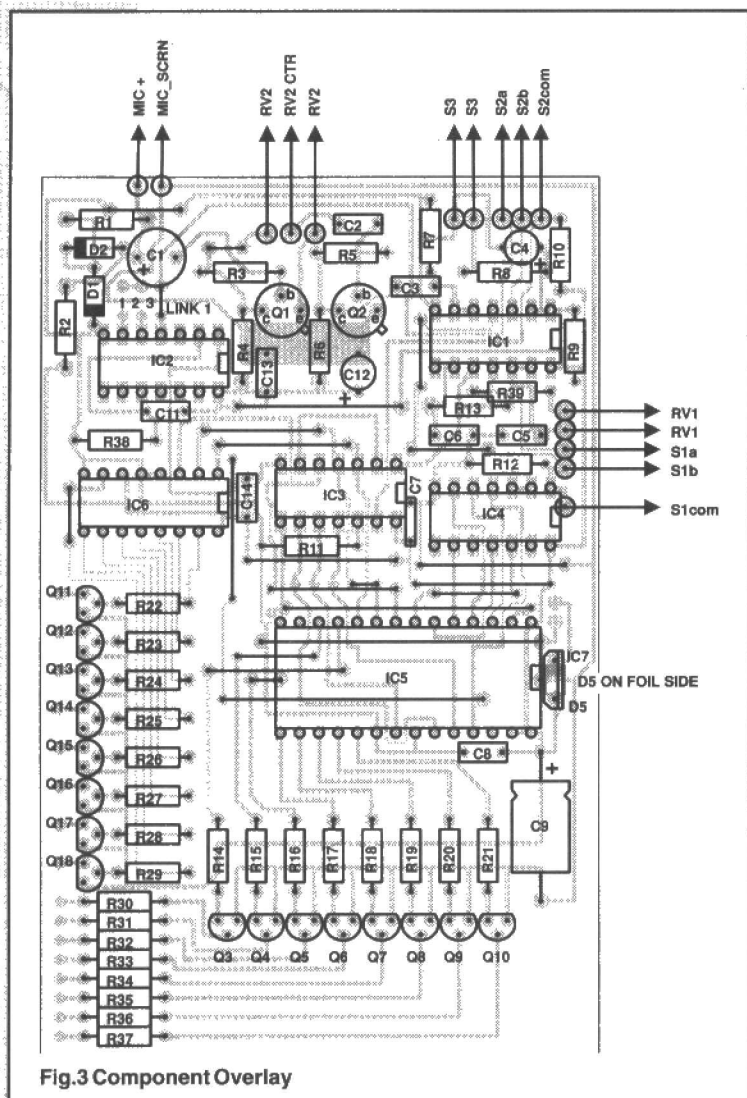 MIC +
MIC_SCRN
RV2
RV2 CTR
RV2
S3
S3
S2a
S2b
S2com
R1
D2
C1
+
R3
C2
R5
R7
C4
R10
R8
+
C3
D1
R2
1 2 3
LINK 1
b
Q1
e
c
b
Q2
e
c
IC2
R4
C13
R6
C12
+
IC1
R9
R39
R13
C11
R38
C6
C5
R12
RV1
RV1
S1a
S1b
S1com
IC6
C14
IC3
C7
IC4
R11
Q11
R22
Q12
R23
Q13
R24
Q14
R25
Q15
R26
Q16
R27
Q17
R28
Q18
R29
IC5
IC7
D5 ON FOIL SIDE
D5
C8
+
C9
R14
R15
R16
R17
R18
R19
R20
R21
R30
R31
R32
R33
R34
R35
R36
R37
Q3
Q4
Q5
Q6
Q7
Q8
Q9
Q10
Fig.3 Component Overlay